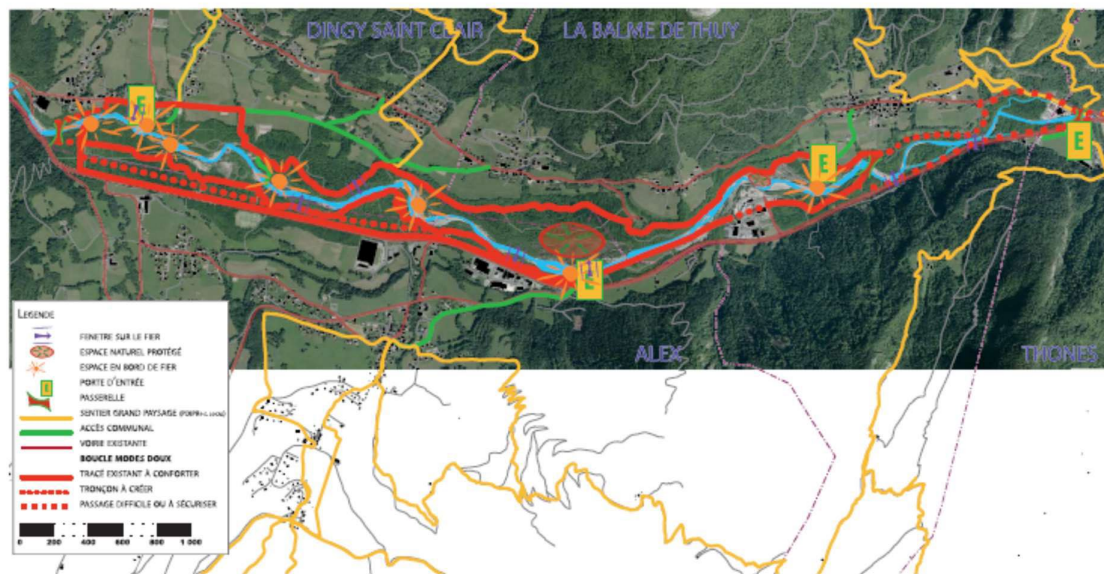 DINGY SAINT CLAIR
LA BALME DE THUY
E
E
E
E
ALEX
THONES
LEGENDE
FENETRE SUR LE FIER
ESPACE NATUREL PROTÉGÉ
ESPACE EN BORD DE FIER
E
PORTE D'ENTRÉE
PASSERELLE
SENTIER GRAND PAYSAGE
ACCÈS COMMUNAL
VOIRIE EXISTANTE
BOUCLE MODES DOUX
TRACÉ EXISTANT À CONFORTER
TRONÇON À CRÉER
PASSAGE DIFFICILE OU À SÉCURISER
0 200 400 600 800 1 000